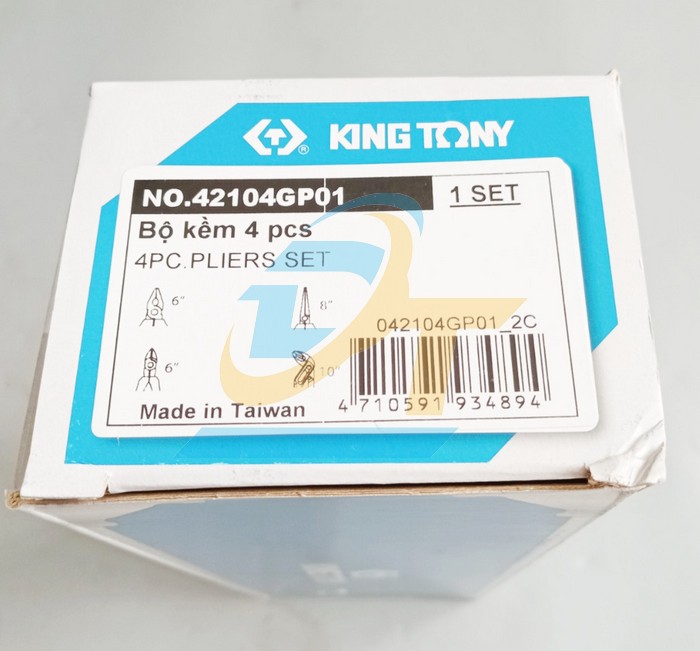 KING TONY
NO.42104GP01 1 SET
Bộ kềm 4 pcs
4PC.PLIERS SET
6" 8"
042104GP01_2C
6" 10"
4 710591 934894
Made in Taiwan